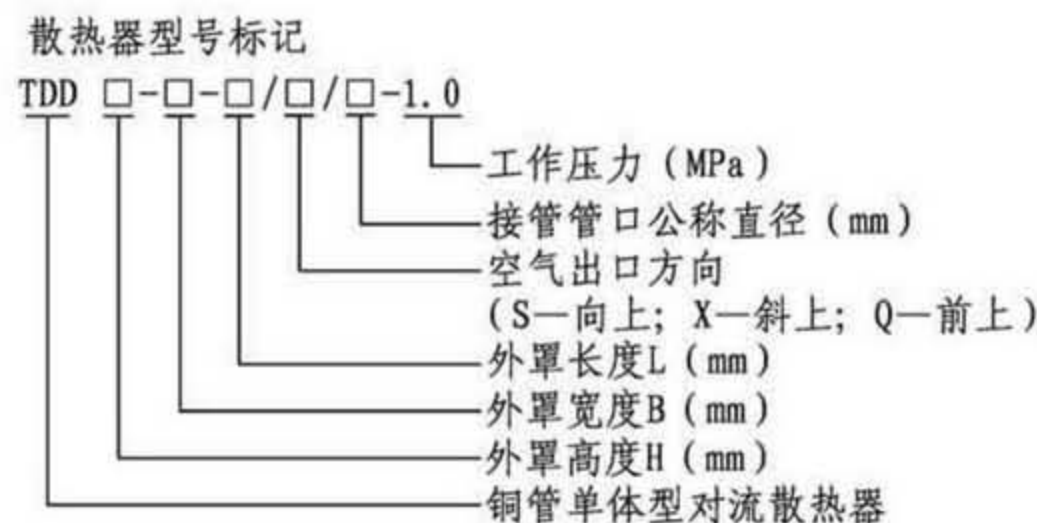 散热器型号标记
TDD □-□-□/□/□-1.0
工作压力(MPa)
接管管口公称直径(mm)
空气出口方向
(S—向上; X—斜上; Q—前上)
外罩长度L(mm)
外罩宽度B(mm)
外罩高度H(mm)
铜管单体型对流散热器